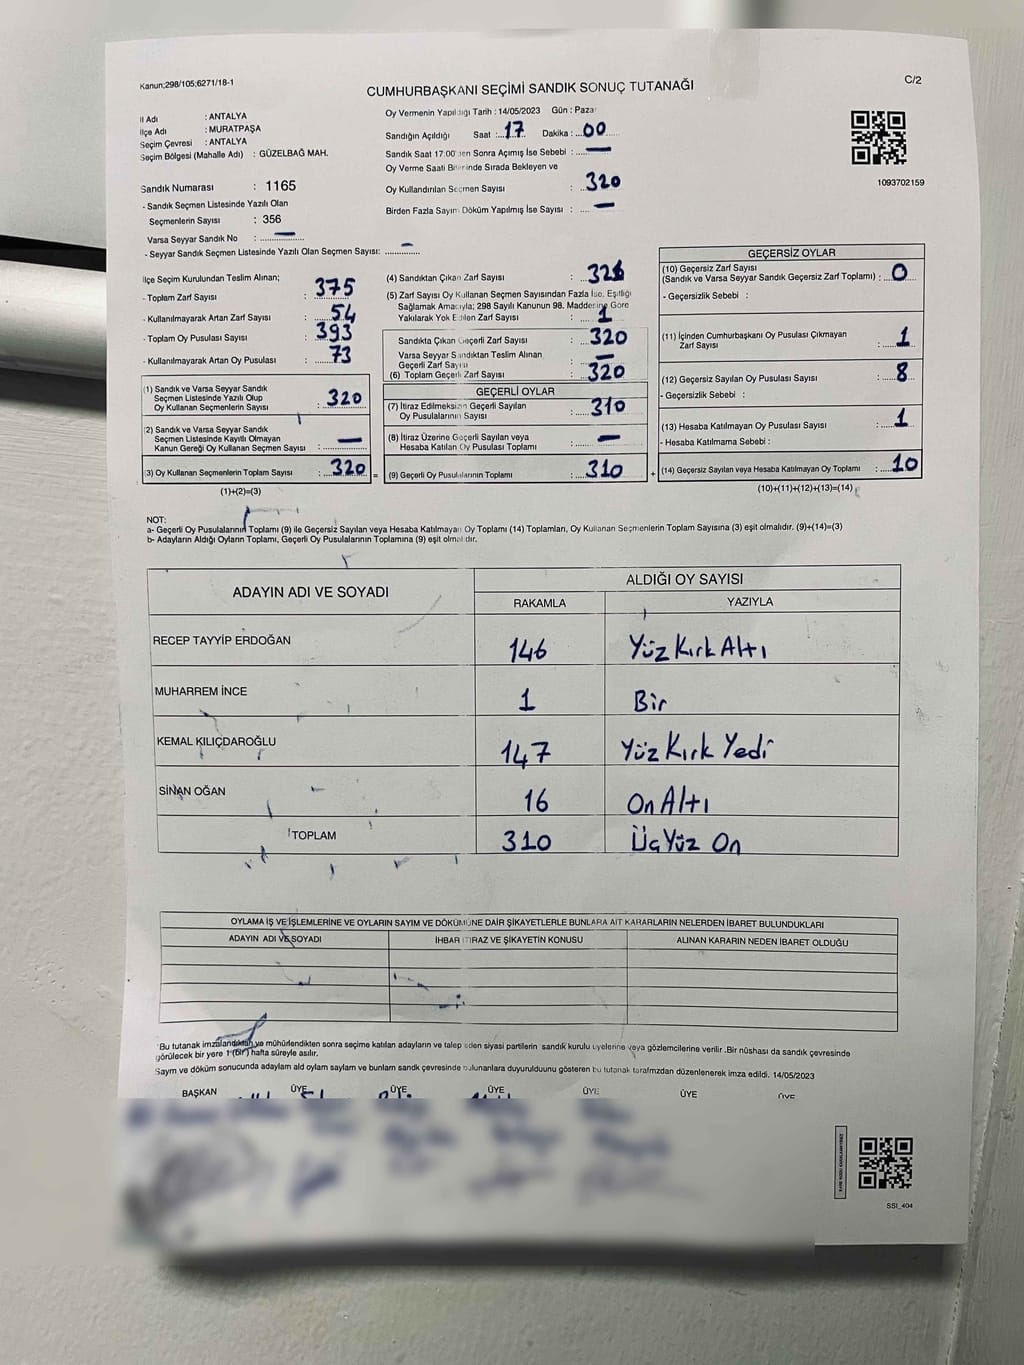 Kanun;298/105;6271/18-1
CUMHURBAŞKANI SEÇİMİ SANDIK SONUÇ TUTANAĞI
C/2
İl Adı : ANTALYA
İlçe Adı : MURATPAŞA
Seçim Çevresi : ANTALYA
Seçim Bölgesi (Mahalle Adı) : GÜZELBAĞ MAH.
Sandık Numarası : 1165
- Sandık Seçmen Listesinde Yazılı Olan
Seçmenlerin Sayısı : 356
Varsa Seyyar Sandık No : —
- Seyyar Sandık Seçmen Listesinde Yazılı Olan Seçmen Sayısı: —
Oy Vermenin Yapıldığı Tarih : 14/05/2023 Gün : Pazar
Sandığın Açıldığı Saat : 17 Dakika : 00
Sandık Saat 17:00'den Sonra Açılmış İse Sebebi : —
Oy Verme Saati Bitiminde Sırada Bekleyen ve
Oy Kullandırılan Seçmen Sayısı : 320
Birden Fazla Sayım Döküm Yapılmış İse Sayısı : —
1093702159
İlçe Seçim Kurulundan Teslim Alınan;
- Toplam Zarf Sayısı : 375
- Kullanılmayarak Artan Zarf Sayısı : 54
- Toplam Oy Pusulası Sayısı : 393
- Kullanılmayarak Artan Oy Pusulası : 73
(1) Sandık ve Varsa Seyyar Sandık
Seçmen Listesinde Yazılı Olup
Oy Kullanan Seçmenlerin Sayısı : 320
(2) Sandık ve Varsa Seyyar Sandık
Seçmen Listesinde Kayıtlı Olmayan
Kanun Gereği Oy Kullanan Seçmen Sayısı : —
(3) Oy Kullanan Seçmenlerin Toplam Sayısı : 320 =
(1)+(2)=(3)
(4) Sandıktan Çıkan Zarf Sayısı :
(5) Zarf Sayısı Oy Kullanan Seçmen Sayısından Fazla İse, Eşitliği
Sağlamak Amacıyla; 298 Sayılı Kanunun 98. Maddesine Göre
Yakılarak Yok Edilen Zarf Sayısı : 1
Sandıkta Çıkan Geçerli Zarf Sayısı : 320
Varsa Seyyar Sandıktan Teslim Alınan
Geçerli Zarf Sayısı : —
(6) Toplam Geçerli Zarf Sayısı : 320
GEÇERLİ OYLAR
(7) İtiraz Edilmeksizin Geçerli Sayılan
Oy Pusulalarının Sayısı : 310
(8) İtiraz Üzerine Geçerli Sayılan veya
Hesaba Katılan Oy Pusulası Toplamı : —
(9) Geçerli Oy Pusulalarının Toplamı : 310 +
GEÇERSİZ OYLAR
(10) Geçersiz Zarf Sayısı
(Sandık ve Varsa Seyyar Sandık Geçersiz Zarf Toplamı) : 0
- Geçersizlik Sebebi :
(11) İçinden Cumhurbaşkanı Oy Pusulası Çıkmayan
Zarf Sayısı : 1
(12) Geçersiz Sayılan Oy Pusulası Sayısı : 8
- Geçersizlik Sebebi :
(13) Hesaba Katılmayan Oy Pusulası Sayısı : 1
- Hesaba Katılmama Sebebi :
(14) Geçersiz Sayılan veya Hesaba Katılmayan Oy Toplamı : 10
(10)+(11)+(12)+(13)=(14)
NOT:
a- Geçerli Oy Pusulalarının Toplamı (9) ile Geçersiz Sayılan veya Hesaba Katılmayan Oy Toplamı (14) Toplamları, Oy Kullanan Seçmenlerin Toplam Sayısına (3) eşit olmalıdır. (9)+(14)=(3)
b- Adayların Aldığı Oyların Toplamı, Geçerli Oy Pusulalarının Toplamına (9) eşit olmalıdır.
ADAYIN ADI VE SOYADI
ALDIĞI OY SAYISI
RAKAMLA YAZIYLA
RECEP TAYYİP ERDOĞAN 146 Yüz Kırk Altı
MUHARREM İNCE 1 Bir
KEMAL KILIÇDAROĞLU 147 Yüz Kırk Yedi
SİNAN OĞAN 16 On Altı
TOPLAM 310 Üç Yüz On
OYLAMA İŞ VE İŞLEMLERİNE VE OYLARIN SAYIM VE DÖKÜMÜNE DAİR ŞİKAYETLERLE BUNLARA AİT KARARLARIN NELERDEN İBARET BULUNDUKLARI
ADAYIN ADI VE SOYADI İHBAR İTİRAZ VE ŞİKAYETİN KONUSU ALINAN KARARIN NEDEN İBARET OLDUĞU
Bu tutanak imzalandıktan ve mühürlendikten sonra seçime katılan adayların ve talep eden siyasi partilerin sandık kurulu üyelerine veya gözlemcilerine verilir .Bir nüshası da sandık çevresinde
görülecek bir yere 1 (bir) hafta süreyle asılır.
Sayım ve döküm sonucunda adayların aldığı oyların sayıları ve bunların sandık çevresinde bulunanlara duyurulduğunu gösteren bu tutanak tarafımızdan düzenlenerek imza edildi. 14/05/2023
BAŞKAN ÜYE ÜYE ÜYE ÜYE ÜYE ÜYE
SSI_404